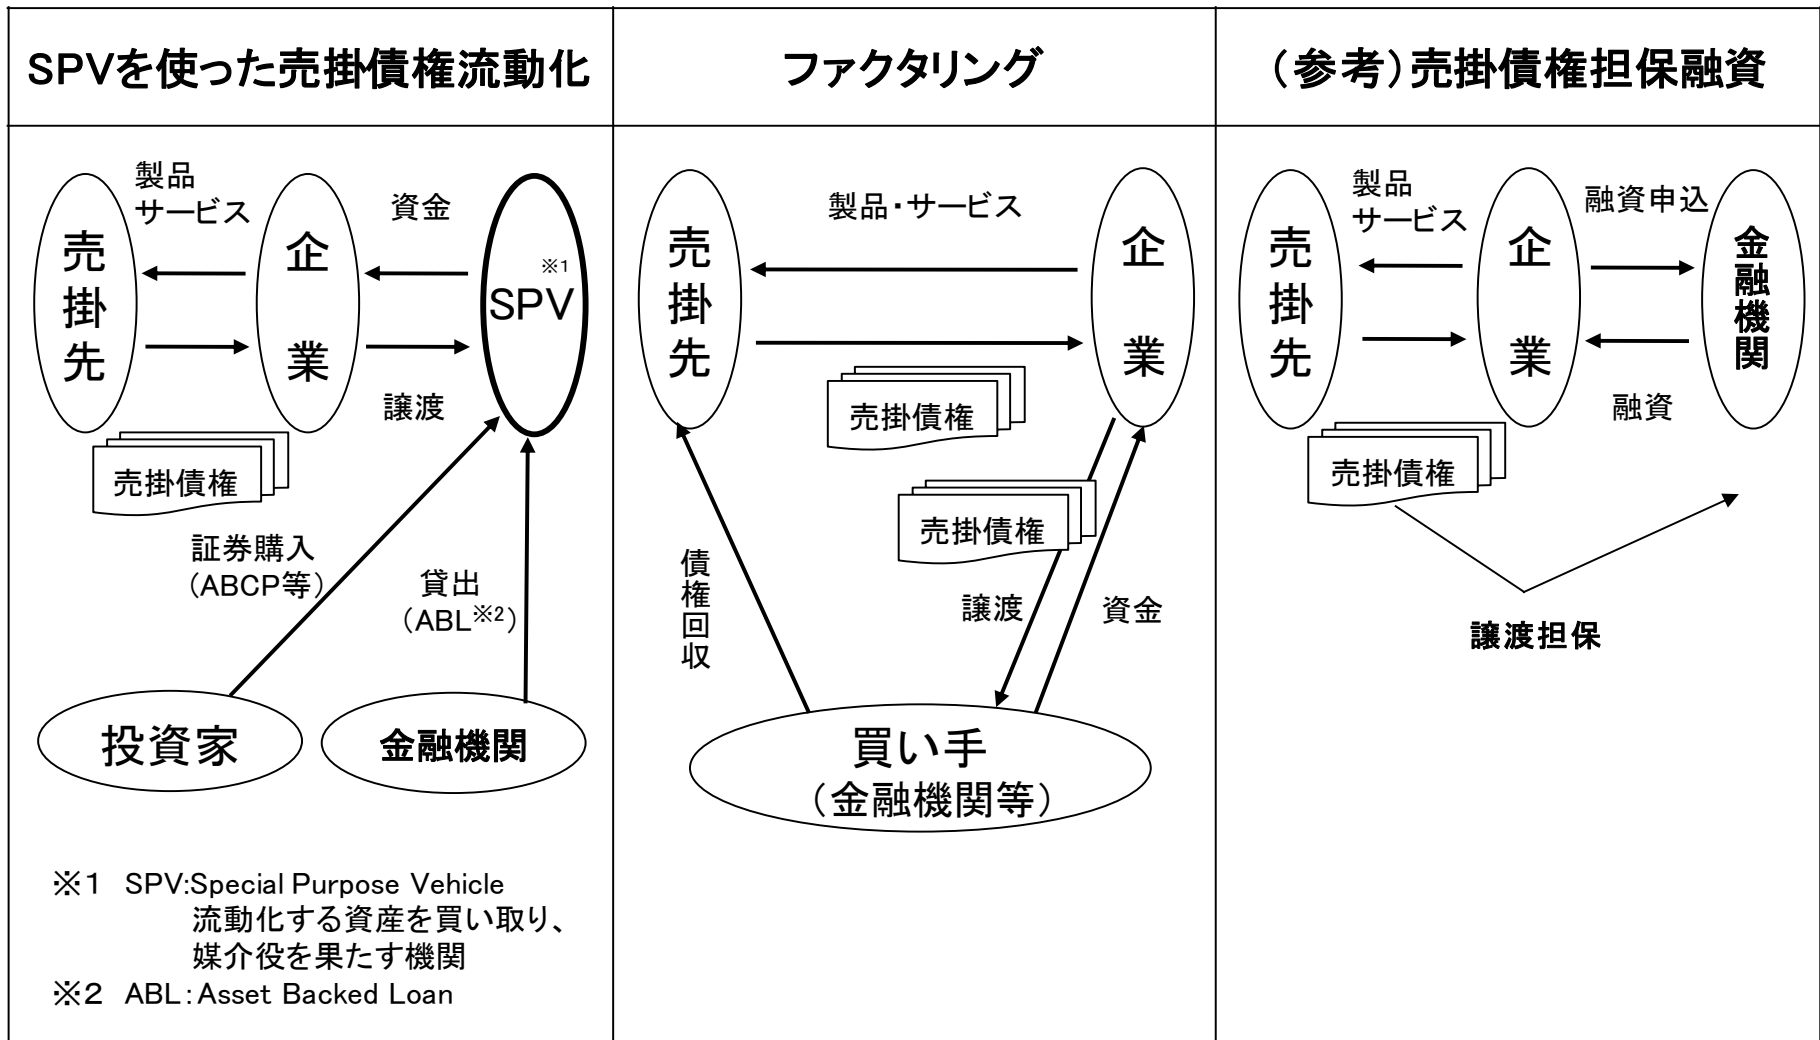 SPVを使った売掛債権流動化
ファクタリング
（参考）売掛債権担保融資
製品
サービス
資金
売掛先
企業
※1
SPV
譲渡
売掛債権
証券購入
（ABCP等）
貸出
（ABL※2）
投資家
金融機関
※1 SPV:Special Purpose Vehicle
流動化する資産を買い取り、
媒介役を果たす機関
※2 ABL：Asset Backed Loan
製品・サービス
売掛先
企業
売掛債権
売掛債権
債権回収
譲渡
資金
買い手
（金融機関等）
製品
サービス
融資申込
売掛先
企業
金融機関
融資
売掛債権
譲渡担保